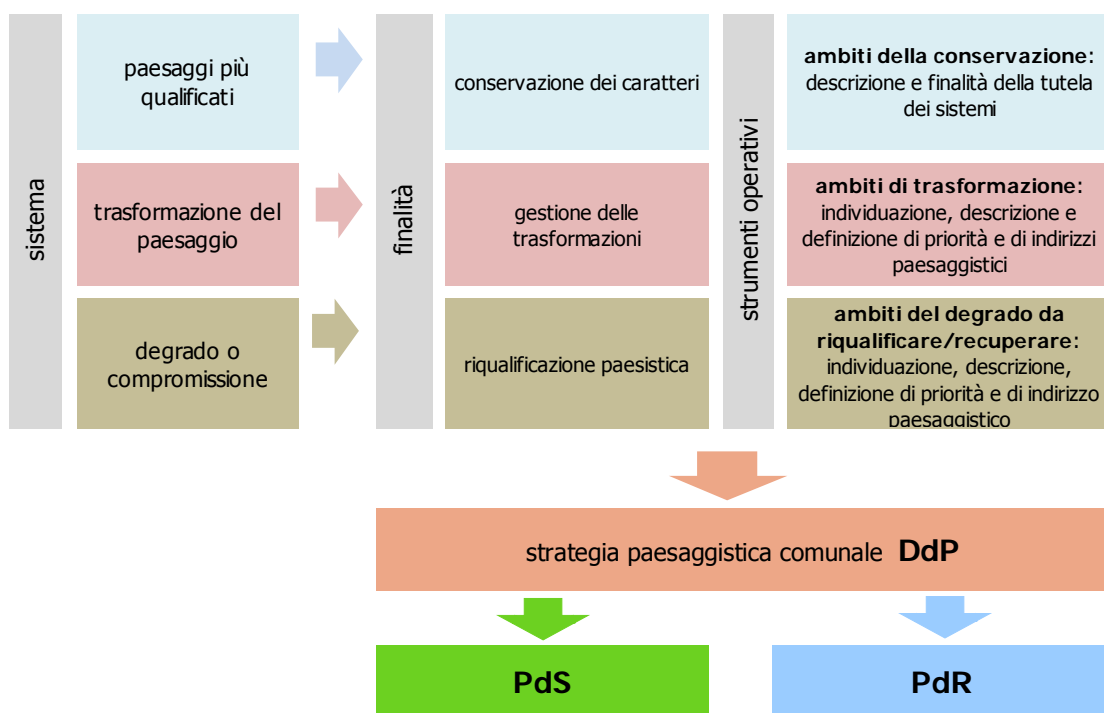 sistema
paesaggi più
qualificati
finalità
conservazione dei caratteri
strumenti operativi
ambiti della conservazione:
descrizione e finalità della tutela
dei sistemi
trasformazione del
paesaggio
gestione delle
trasformazioni
ambiti di trasformazione:
individuazione, descrizione e
definizione di priorità e di indirizzi
paesaggistici
degrado o
compromissione
riqualificazione paesistica
ambiti del degrado da
riqualificare/recuperare:
individuazione, descrizione,
definizione di priorità e di indirizzo
paesaggistico
strategia paesaggistica comunale DdP
PdS
PdR